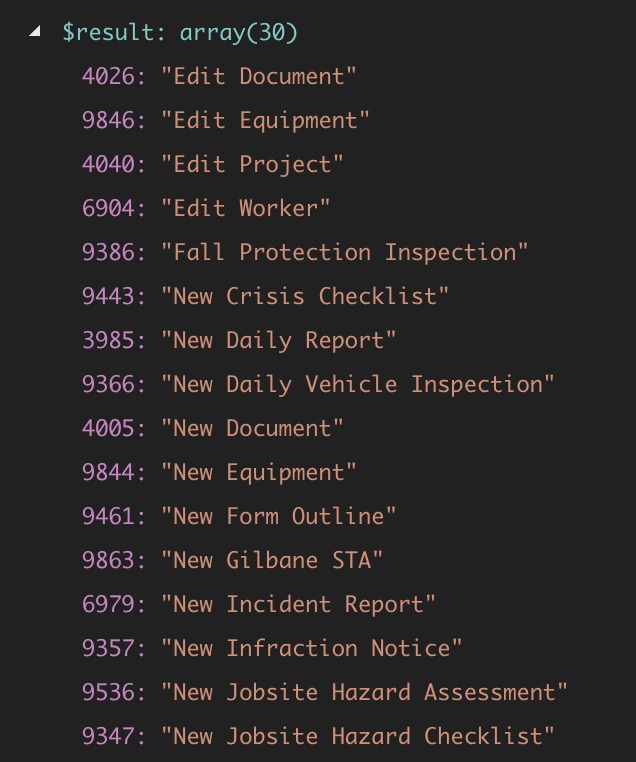 $result: array(30)
4026: "Edit Document"
9846: "Edit Equipment"
4040: "Edit Project"
6904: "Edit Worker"
9386: "Fall Protection Inspection"
9443: "New Crisis Checklist"
3985: "New Daily Report"
9366: "New Daily Vehicle Inspection"
4005: "New Document"
9844: "New Equipment"
9461: "New Form Outline"
9863: "New Gilbane STA"
6979: "New Incident Report"
9357: "New Infraction Notice"
9536: "New Jobsite Hazard Assessment"
9347: "New Jobsite Hazard Checklist"